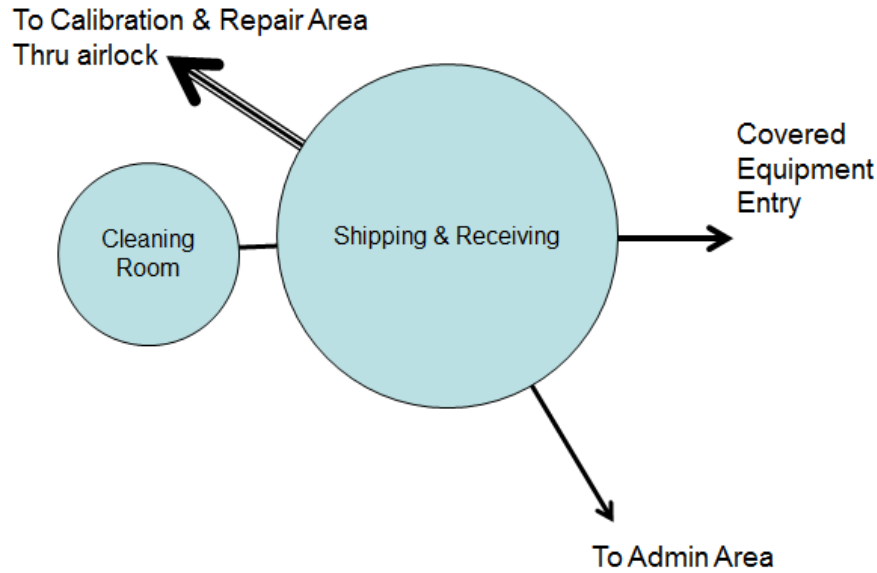 To Calibration & Repair Area
Thru airlock
Covered
Equipment
Entry
Cleaning
Room
Shipping & Receiving
To Admin Area